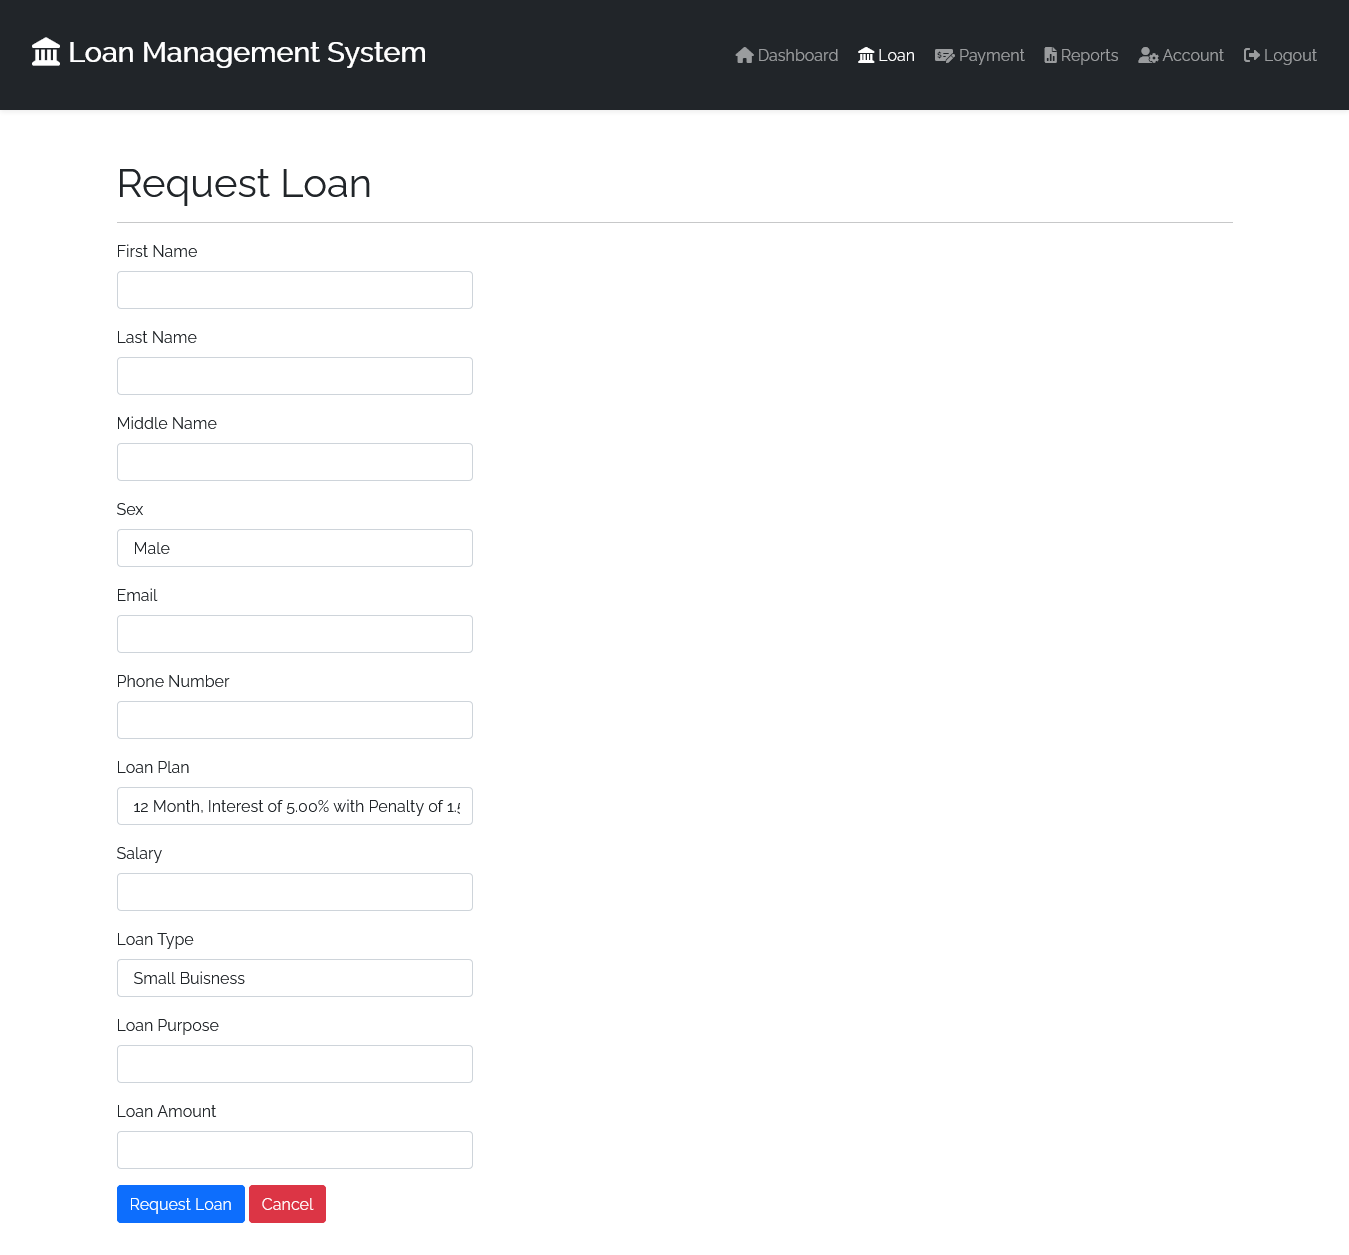 Loan Management System
Dashboard Loan Payment Reports Account Logout
Request Loan
First Name
Last Name
Middle Name
Sex
Male
Email
Phone Number
Loan Plan
12 Month, Interest of 5.00% with Penalty of 1.5
Salary
Loan Type
Small Buisness
Loan Purpose
Loan Amount
Request Loan Cancel